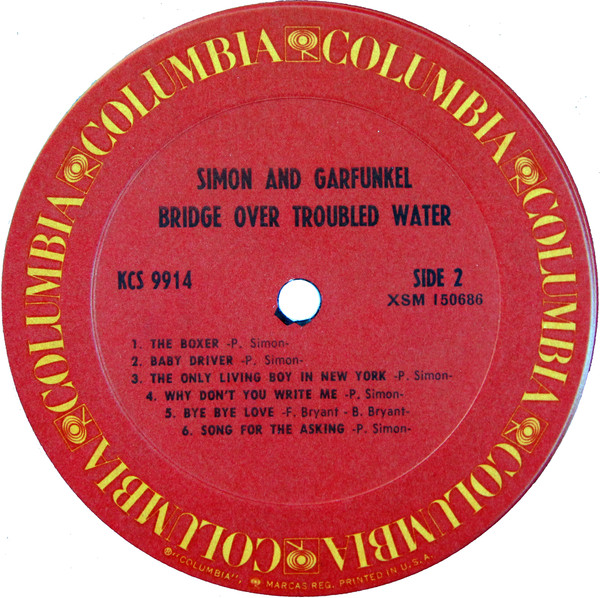 COLUMBIA COLUMBIA COLUMBIA COLUMBIA COLUMBIA COLUMBIA
SIMON AND GARFUNKEL
BRIDGE OVER TROUBLED WATER
KCS 9914
SIDE 2
XSM 150686
1. THE BOXER -P. Simon-
2. BABY DRIVER -P. Simon-
3. THE ONLY LIVING BOY IN NEW YORK -P. Simon-
4. WHY DON'T YOU WRITE ME -P. Simon-
5. BYE BYE LOVE -F. Bryant- B. Bryant-
6. SONG FOR THE ASKING -P. Simon-
®"COLUMBIA", MARCAS REG. PRINTED IN U.S.A.